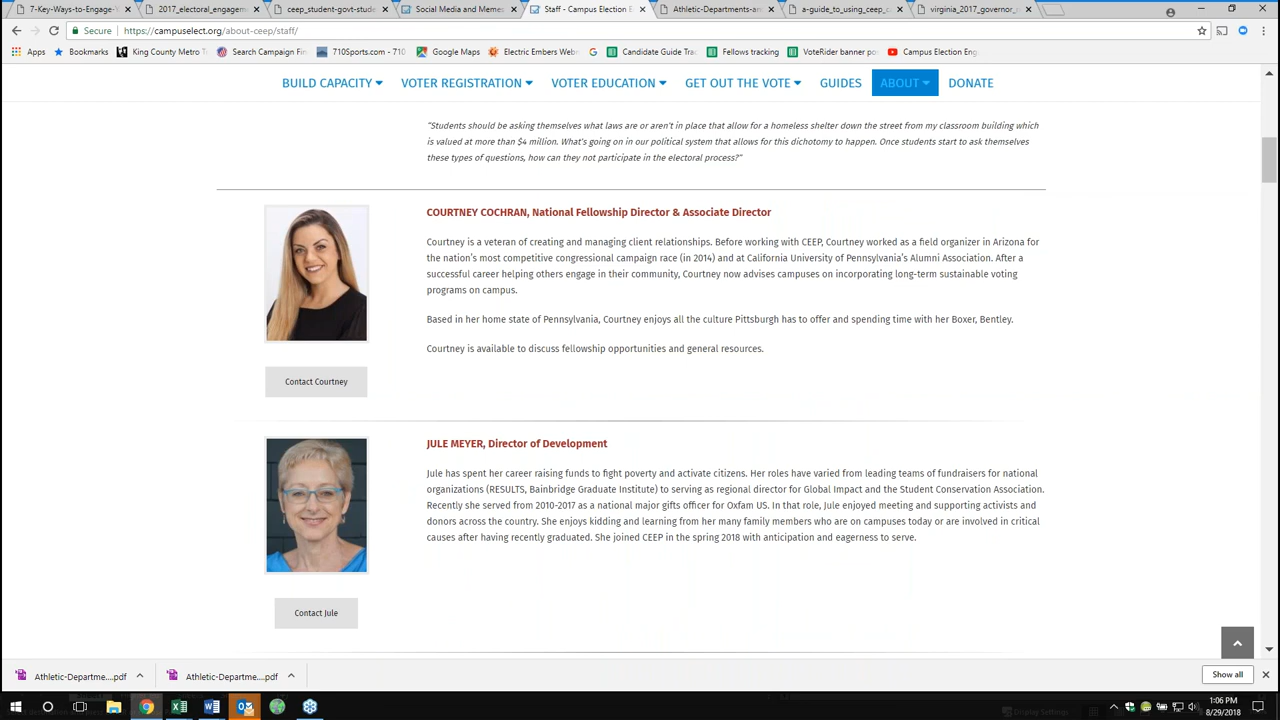 7-Key-Ways-to-Engage-V
2017_electoral_engagem
ceep_student-govt-stude
Social Media and Memes
Staff - Campus Election E
Athletic-Departments-an
a-guide_to_using_ceep_c
virginia_2017_governor_
Secure
https://campuselect.org/about-ceep/staff/
Apps
Bookmarks
King County Metro T
Search Campaign Fin
710Sports.com - 710
Google Maps
Electric Embers Web
Candidate Guide Trac
Fellows tracking
VoteRider banner po
Campus Election Eng
BUILD CAPACITY
VOTER REGISTRATION
VOTER EDUCATION
GET OUT THE VOTE
GUIDES
ABOUT
DONATE
“Students should be asking themselves what laws are or aren't in place that allow for a homeless shelter down the street from my classroom building which
is valued at more than $4 million. What's going on in our political system that allows for this dichotomy to happen. Once students start to ask themselves
these types of questions, how can they not participate in the electoral process?”
COURTNEY COCHRAN, National Fellowship Director & Associate Director
Courtney is a veteran of creating and managing client relationships. Before working with CEEP, Courtney worked as a field organizer in Arizona for
the nation's most competitive congressional campaign race (in 2014) and at California University of Pennsylvania's Alumni Association. After a
successful career helping others engage in their community, Courtney now advises campuses on incorporating long-term sustainable voting
programs on campus.
Based in her home state of Pennsylvania, Courtney enjoys all the culture Pittsburgh has to offer and spending time with her Boxer, Bentley.
Courtney is available to discuss fellowship opportunities and general resources.
Contact Courtney
JULE MEYER, Director of Development
Jule has spent her career raising funds to fight poverty and activate citizens. Her roles have varied from leading teams of fundraisers for national
organizations (RESULTS, Bainbridge Graduate Institute) to serving as regional director for Global Impact and the Student Conservation Association.
Recently she served from 2010-2017 as a national major gifts officer for Oxfam US. In that role, Jule enjoyed meeting and supporting activists and
donors across the country. She enjoys kidding and learning from her many family members who are on campuses today or are involved in critical
causes after having recently graduated. She joined CEEP in the spring 2018 with anticipation and eagerness to serve.
Contact Jule
Athletic-Departme....pdf
Athletic-Departme....pdf
Show all
Display Settings
1:06 PM
8/29/2018